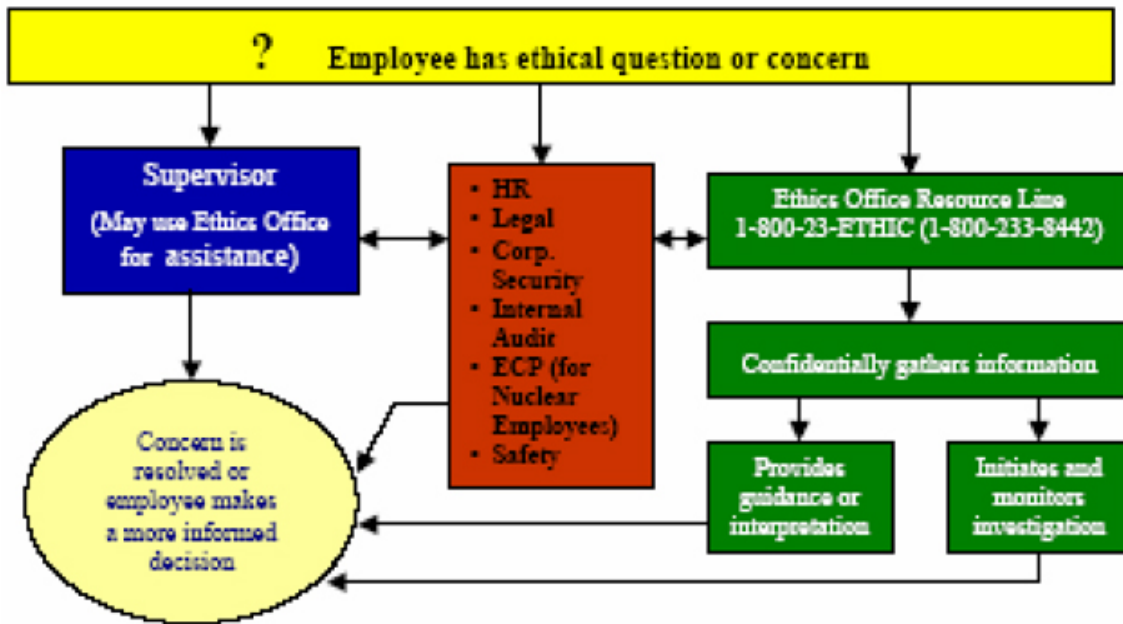 ? Employee has ethical question or concern
Supervisor
(May use Ethics Office
for assistance)
• HR
• Legal
• Corp.
Security
• Internal
Audit
• ECP (for
Nuclear
Employees)
• Safety
Ethics Office Resource Line
1-800-23-ETHIC (1-800-233-8442)
Confidentially gathers information
Provides
guidance or
interpretation
Initiates and
monitors
investigation
Concern is
resolved or
employee makes
a more informed
decision